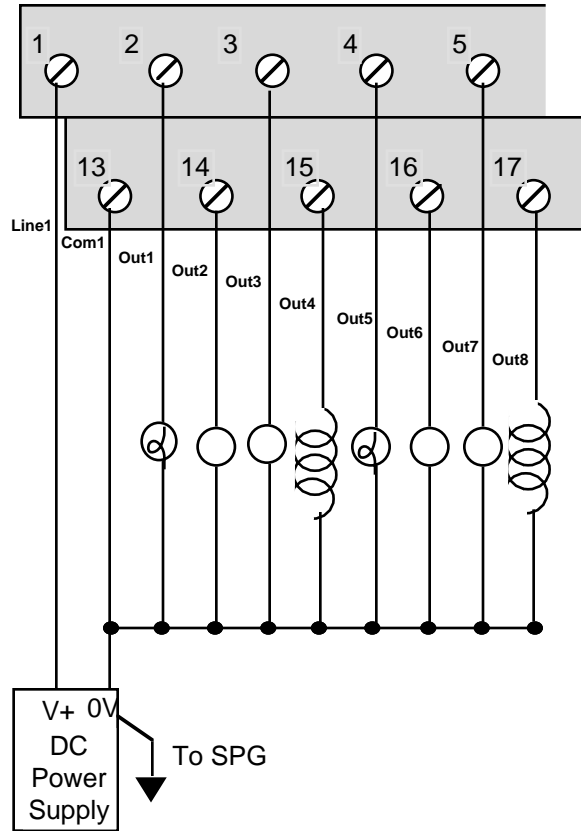 1 2 3 4 5
13 14 15 16 17
Line1
Com1
Out1
Out2
Out3
Out4
Out5
Out6
Out7
Out8
V+ 0V
DC
Power
Supply
To SPG